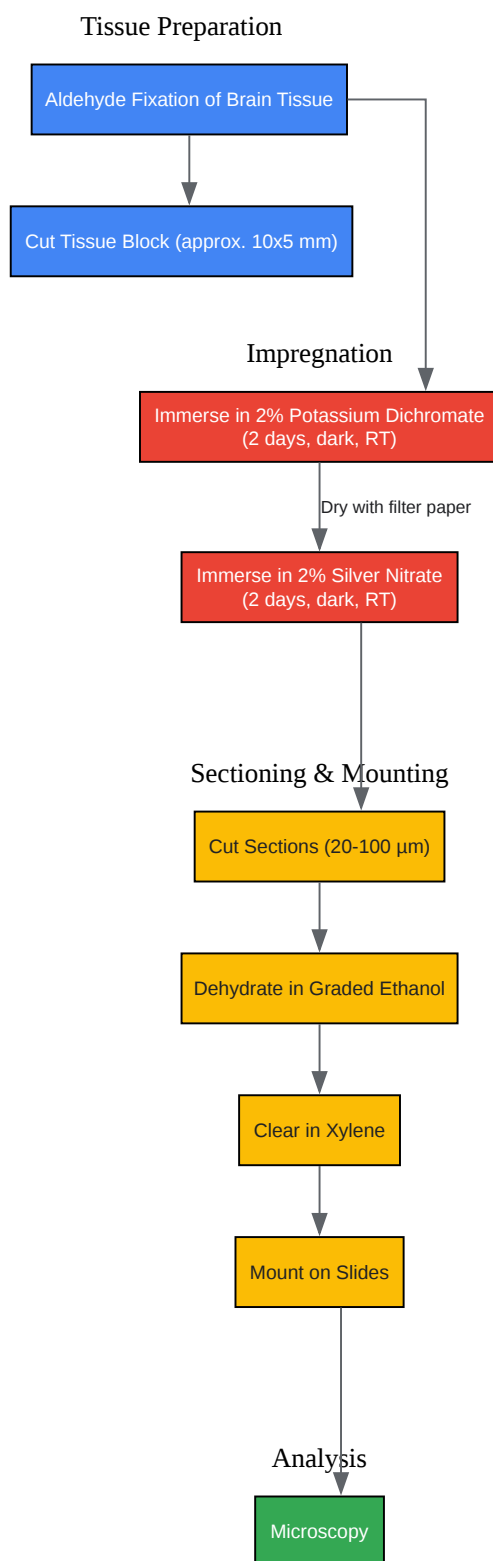 Tissue Preparation
Aldehyde Fixation of Brain Tissue
Cut Tissue Block (approx. 10x5 mm)
Impregnation
Immerse in 2% Potassium Dichromate
(2 days, dark, RT)
Dry with filter paper
Immerse in 2% Silver Nitrate
(2 days, dark, RT)
Sectioning & Mounting
Cut Sections (20-100 µm)
Dehydrate in Graded Ethanol
Clear in Xylene
Mount on Slides
Analysis
Microscopy